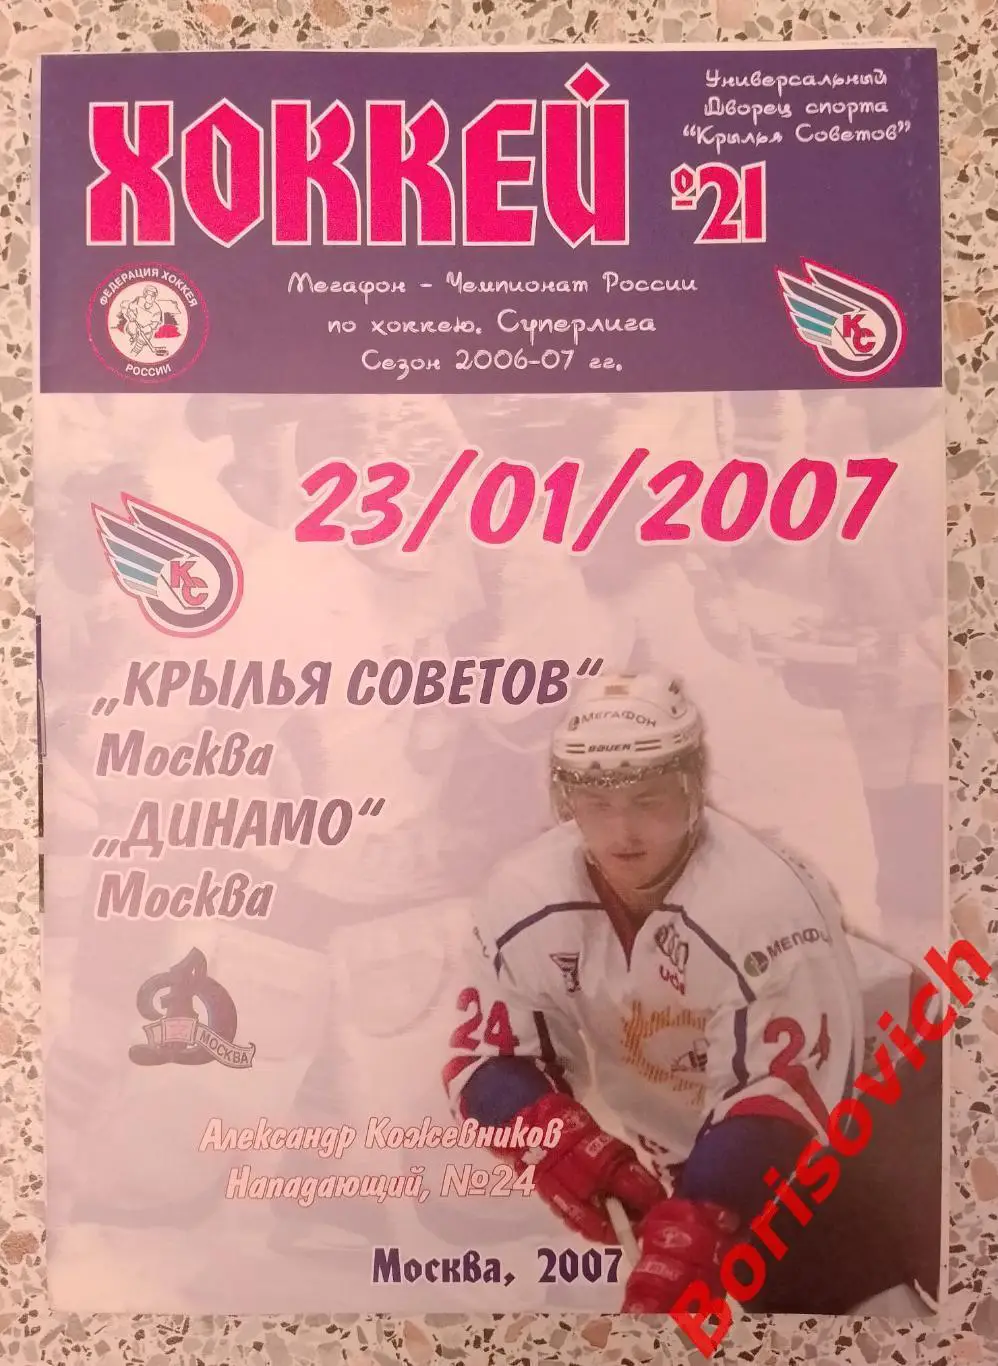 ХОККЕЙ
Универсальный
Дворец спорта
"Крылья Советов"
№21
ФЕДЕРАЦИЯ ХОККЕЯ
РОССИИ
Мегафон - Чемпионат России
по хоккею. Суперлига
Сезон 2006-07 гг.
КС
23/01/2007
КС
„КРЫЛЬЯ СОВЕТОВ“
Москва
„ДИНАМО“
Москва
Д
МОСКВА
МЕГАФОН
BAUER
МЕГАФ
24
24
Александр Кожевников
Нападающий, №24
Москва, 2007
Borisovich